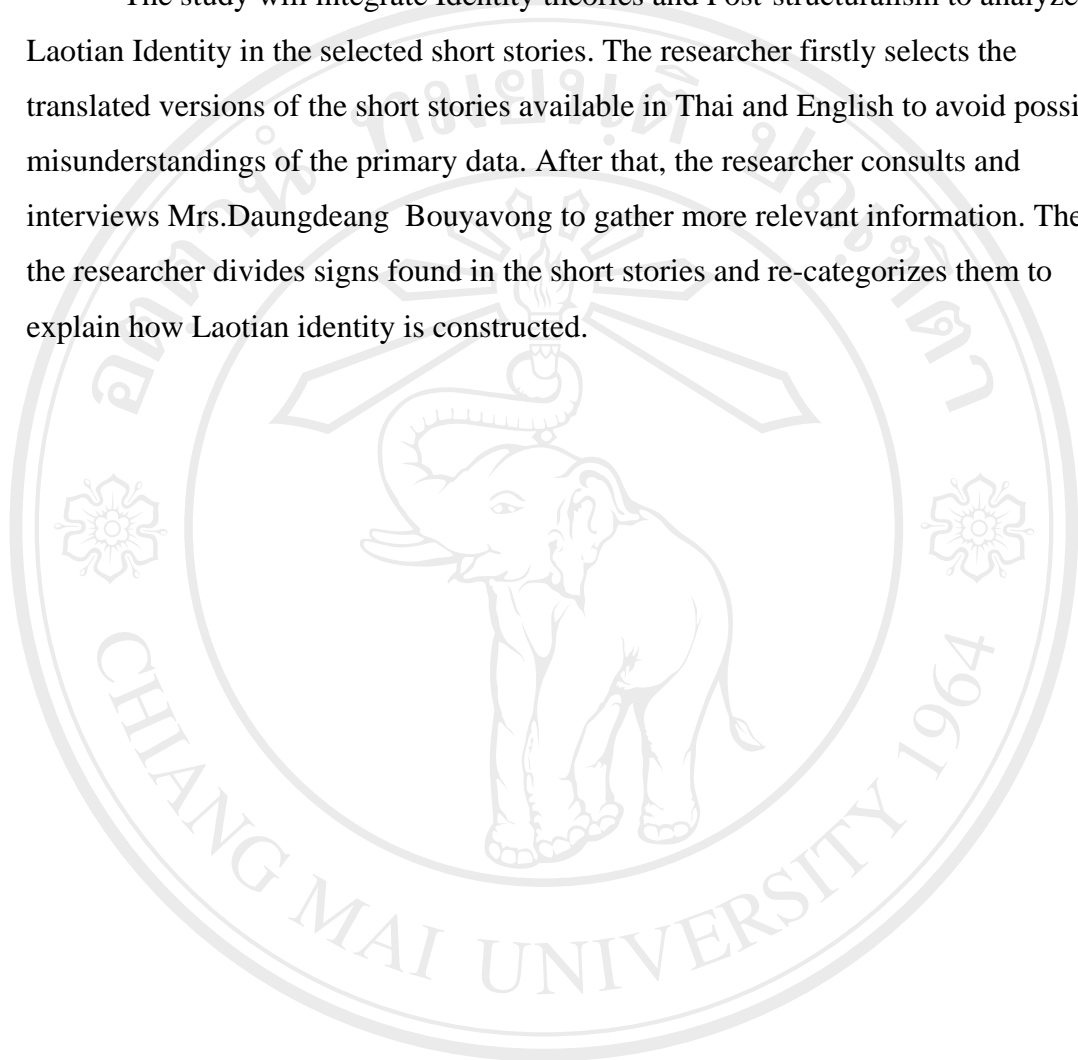 The study will integrate Identity theories and Post-structuralism to analyze
Laotian Identity in the selected short stories. The researcher firstly selects the
translated versions of the short stories available in Thai and English to avoid possi
misunderstandings of the primary data. After that, the researcher consults and
interviews Mrs.Daungdeang Bouyavong to gather more relevant information. The
the researcher divides signs found in the short stories and re-categorizes them to
explain how Laotian identity is constructed.
CHIANG MAI UNIVERSITY 1964